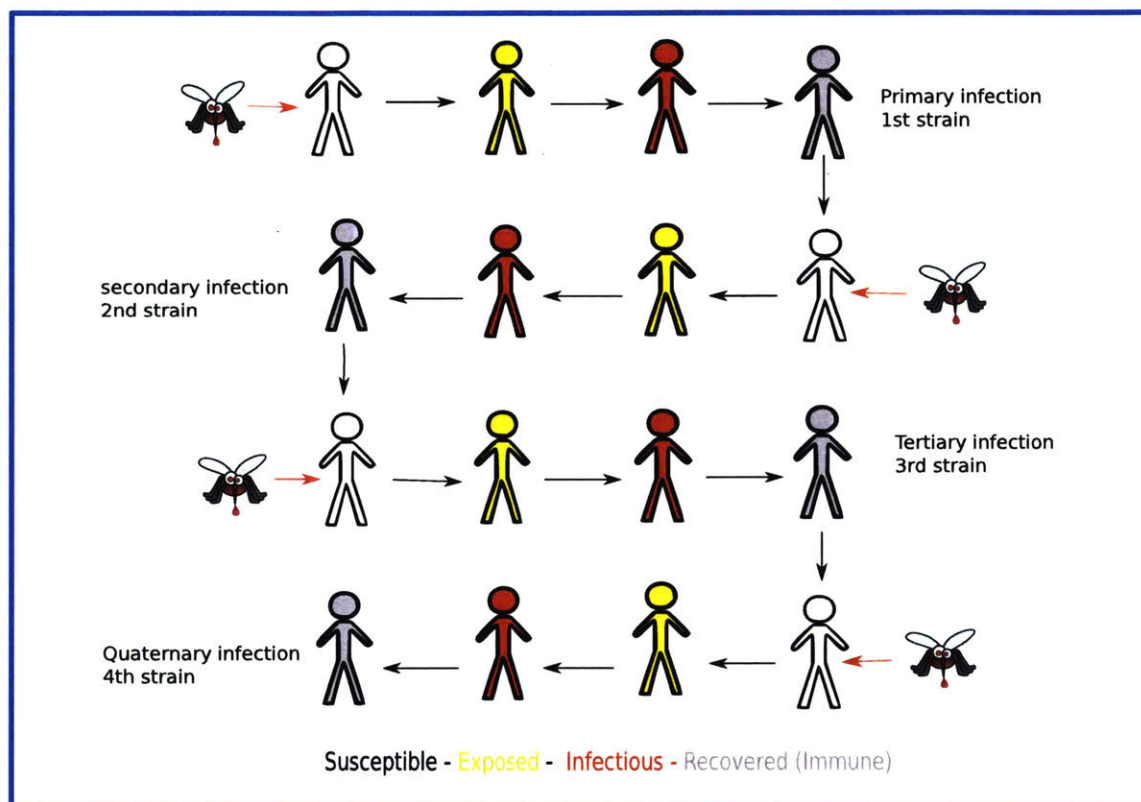 Primary infection
1st strain
secondary infection
2nd strain
Tertiary infection
3rd strain
Quaternary infection
4th strain
Susceptible - Exposed - Infectious - Recovered (Immune)